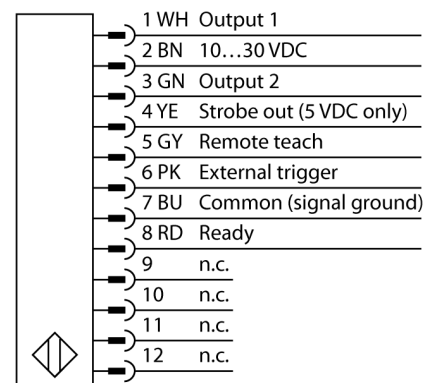 1 WH Output 1
2 BN 10...30 VDC
3 GN Output 2
4 YE Strobe out (5 VDC only)
5 GY Remote teach
6 PK External trigger
7 BU Common (signal ground)
8 RD Ready
9 n.c.
10 n.c.
11 n.c.
12 n.c.